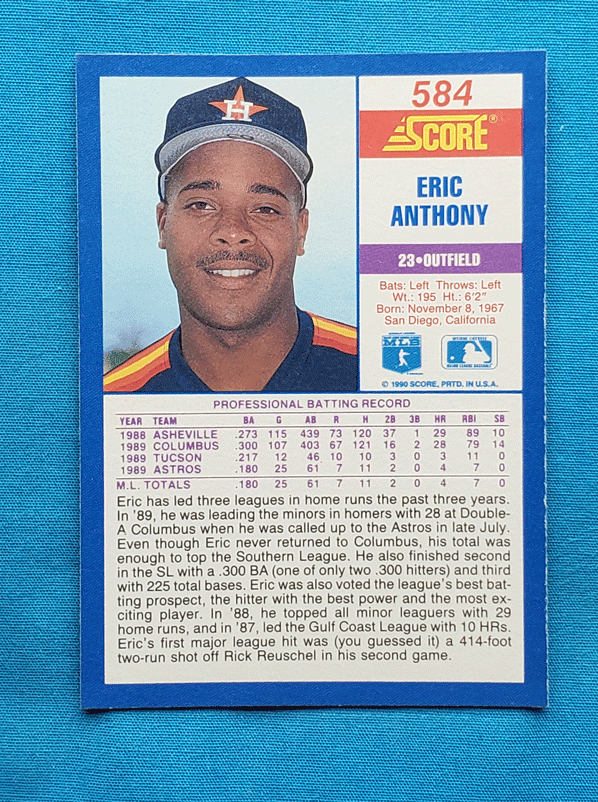 H
584
SCORE®
ERIC
ANTHONY
23•OUTFIELD
Bats: Left Throws: Left
Wt.: 195 Ht.: 6'2"
Born: November 8, 1967
San Diego, California
MLB
© 1990 SCORE, PRTD. IN U.S.A.
PROFESSIONAL BATTING RECORD
YEAR TEAM BA G AB R H 2B 3B HR RBI SB
1988 ASHEVILLE .273 115 439 73 120 37 1 29 89 10
1989 COLUMBUS .300 107 403 67 121 16 2 28 79 14
1989 TUCSON .217 12 46 10 10 3 0 3 11 0
1989 ASTROS .180 25 61 7 11 2 0 4 7 0
M.L. TOTALS .180 25 61 7 11 2 0 4 7 0
Eric has led three leagues in home runs the past three years.
In '89, he was leading the minors in homers with 28 at Double-
A Columbus when he was called up to the Astros in late July.
Even though Eric never returned to Columbus, his total was
enough to top the Southern League. He also finished second
in the SL with a .300 BA (one of only two .300 hitters) and third
with 225 total bases. Eric was also voted the league's best bat-
ting prospect, the hitter with the best power and the most ex-
citing player. In '88, he topped all minor leaguers with 29
home runs, and in '87, led the Gulf Coast League with 10 HRs.
Eric's first major league hit was (you guessed it) a 414-foot
two-run shot off Rick Reuschel in his second game.